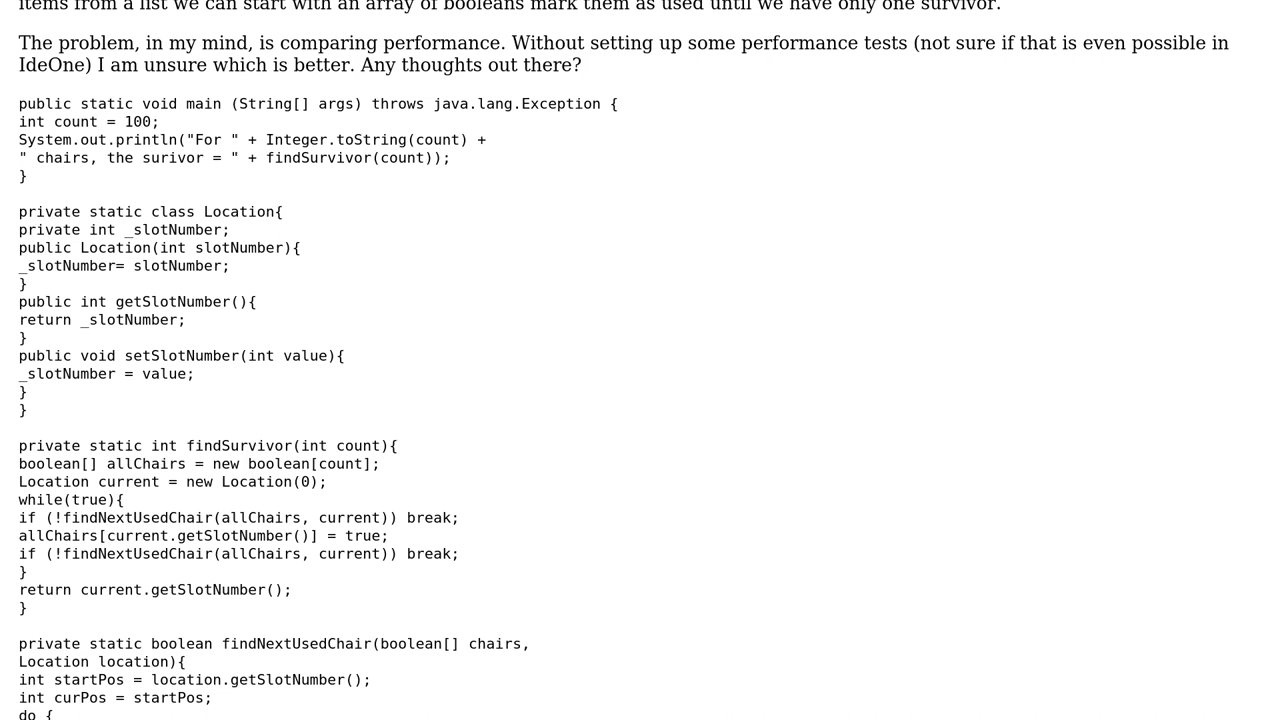 items from a list we can start with an array of booleans mark them as used until we have only one survivor.
The problem, in my mind, is comparing performance. Without setting up some performance tests (not sure if that is even possible in
IdeOne) I am unsure which is better. Any thoughts out there?
public static void main (String[] args) throws java.lang.Exception {
int count = 100;
System.out.println("For " + Integer.toString(count) +
" chairs, the surivor = " + findSurvivor(count));
}
private static class Location{
private int _slotNumber;
public Location(int slotNumber){
_slotNumber= slotNumber;
}
public int getSlotNumber(){
return _slotNumber;
}
public void setSlotNumber(int value){
_slotNumber = value;
}
}
private static int findSurvivor(int count){
boolean[] allChairs = new boolean[count];
Location current = new Location(0);
while(true){
if (!findNextUsedChair(allChairs, current)) break;
allChairs[current.getSlotNumber()] = true;
if (!findNextUsedChair(allChairs, current)) break;
}
return current.getSlotNumber();
}
private static boolean findNextUsedChair(boolean[] chairs,
Location location){
int startPos = location.getSlotNumber();
int curPos = startPos;
do {